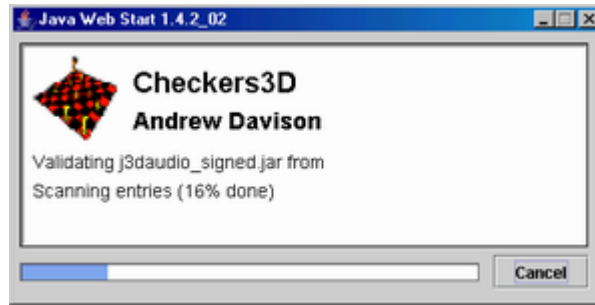 Java Web Start 1.4.2_02
Checkers3D
Andrew Davison
Validating j3daudio_signed.jar from
Scanning entries (16% done)
Cancel